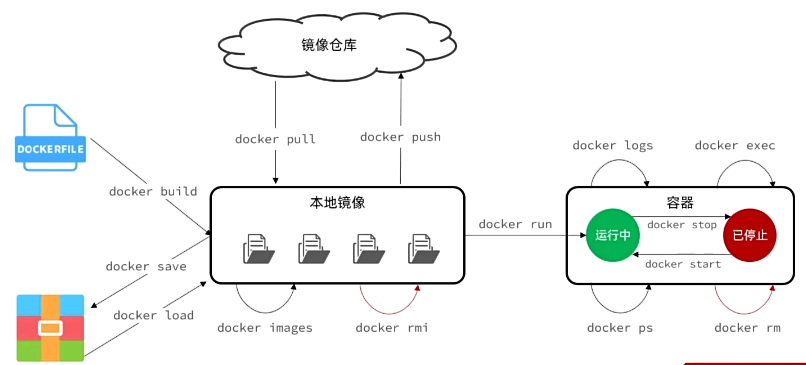 镜像仓库
docker pull
docker push
DOCKERFILE
docker build
docker save
docker load
本地镜像
docker images
docker rmi
docker run
docker logs
docker exec
容器
运行中
docker stop
已停止
docker start
docker ps
docker rm